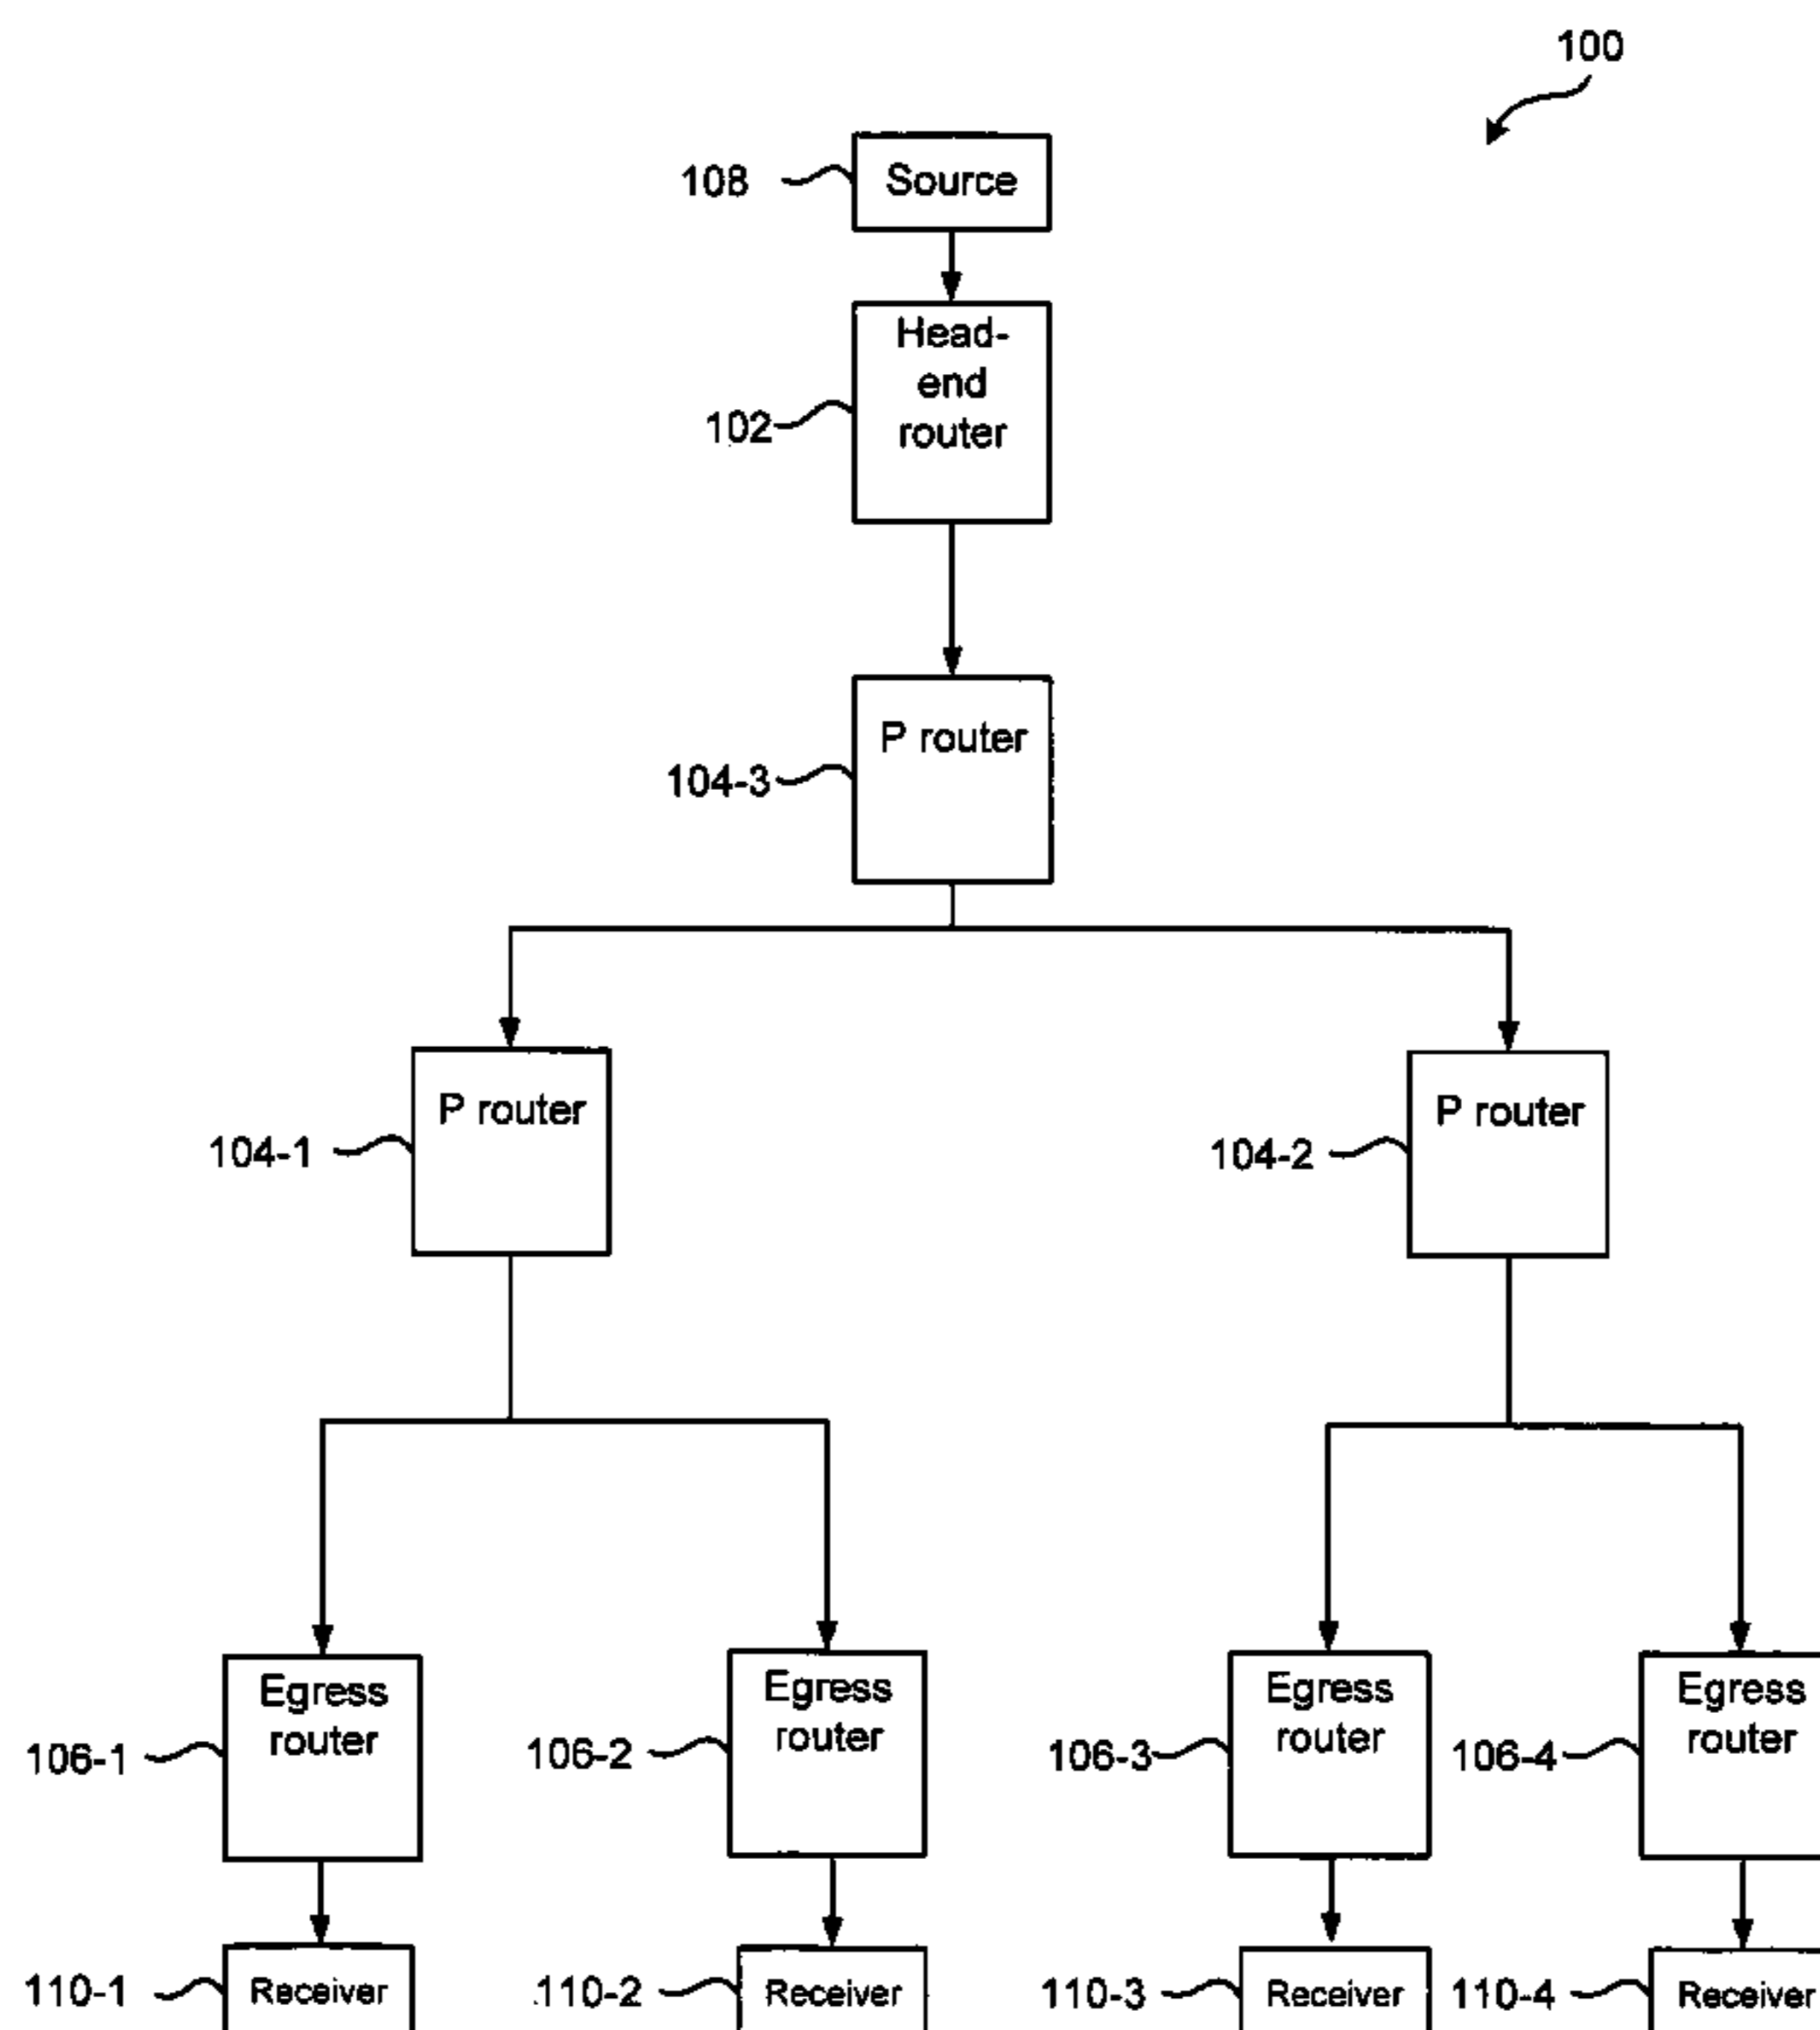 100
108 Source
Head-
end
102 router
P router
104-3
P router
104-1
P router
104-2
Egress
router
106-1
Egress
router
106-2
Egress
router
106-3
Egress
router
106-4
110-1 Receiver
110-2 Receiver
110-3 Receiver
110-4 Receiver